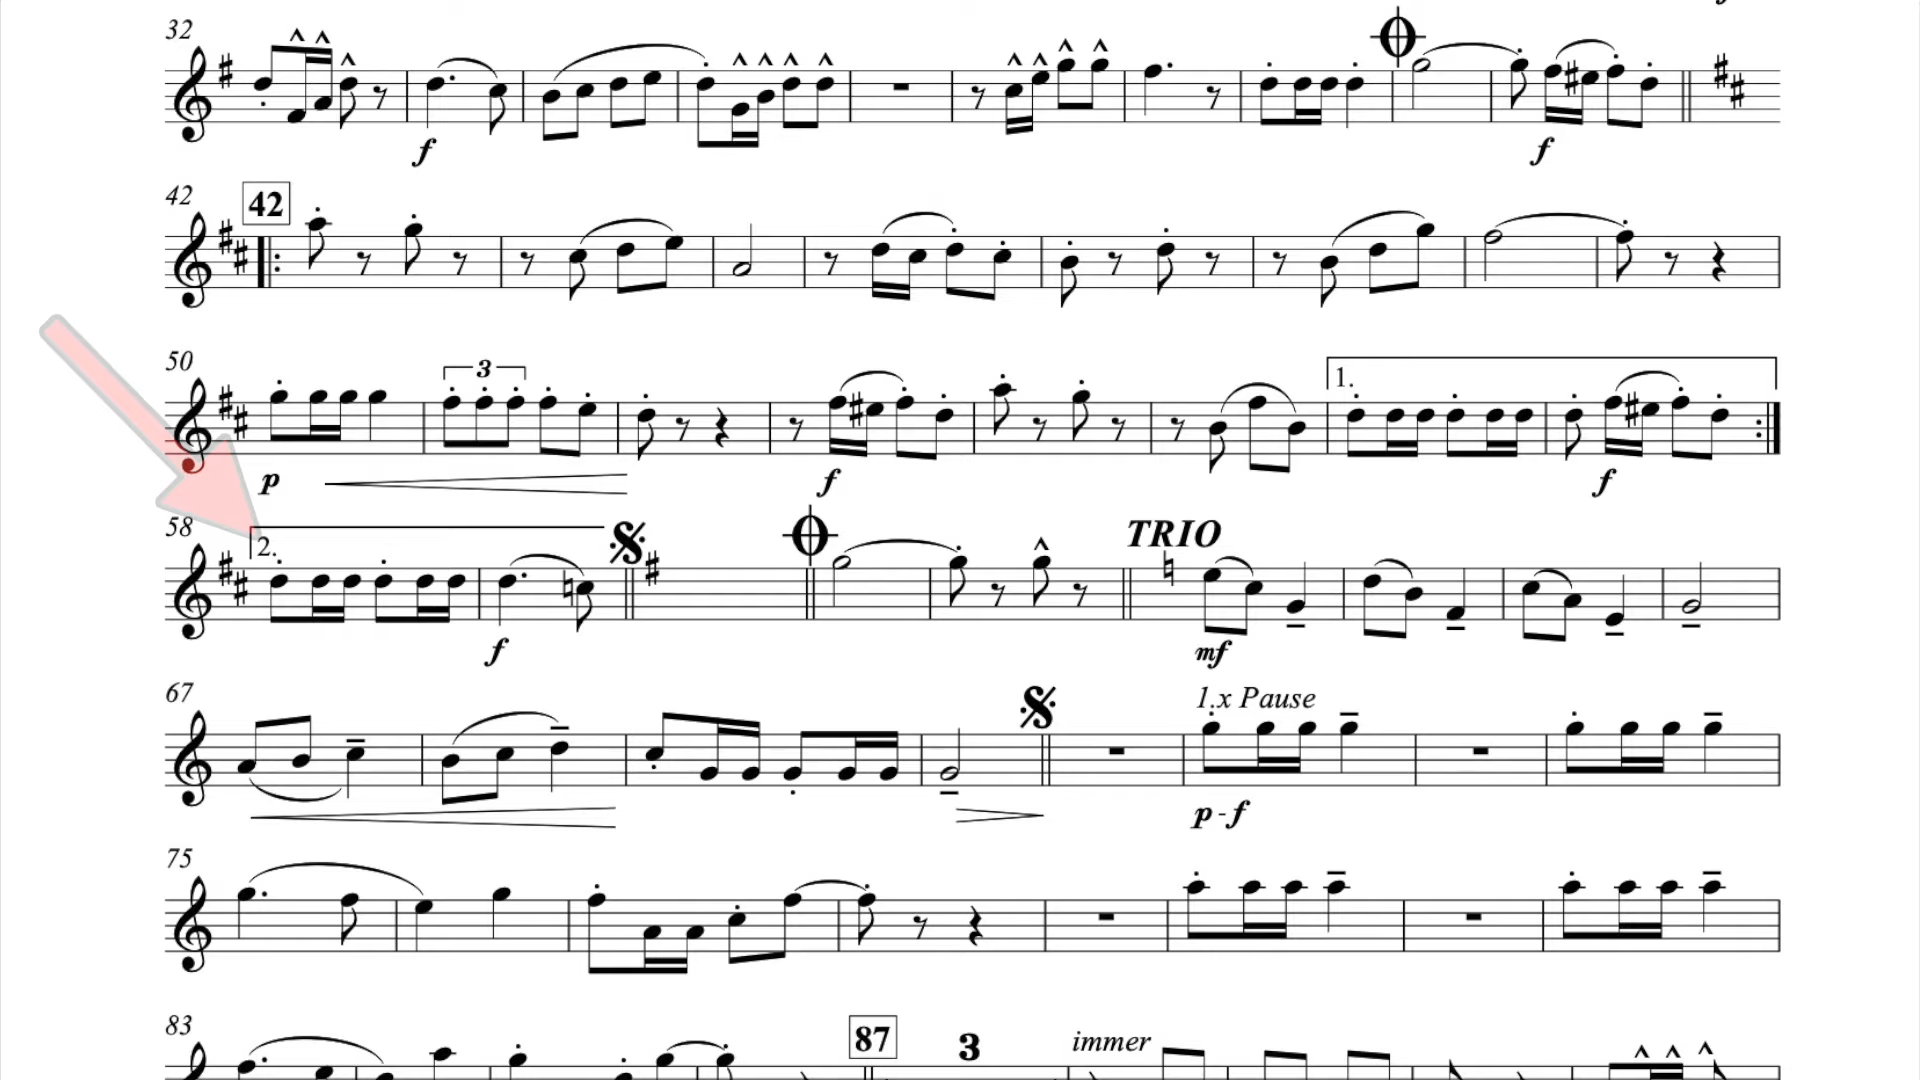 32
f
f
42
42
50
3
1.
p
f
f
58
2.
TRIO
f
mf
67
1.x Pause
p - f
75
83
87
3
immer